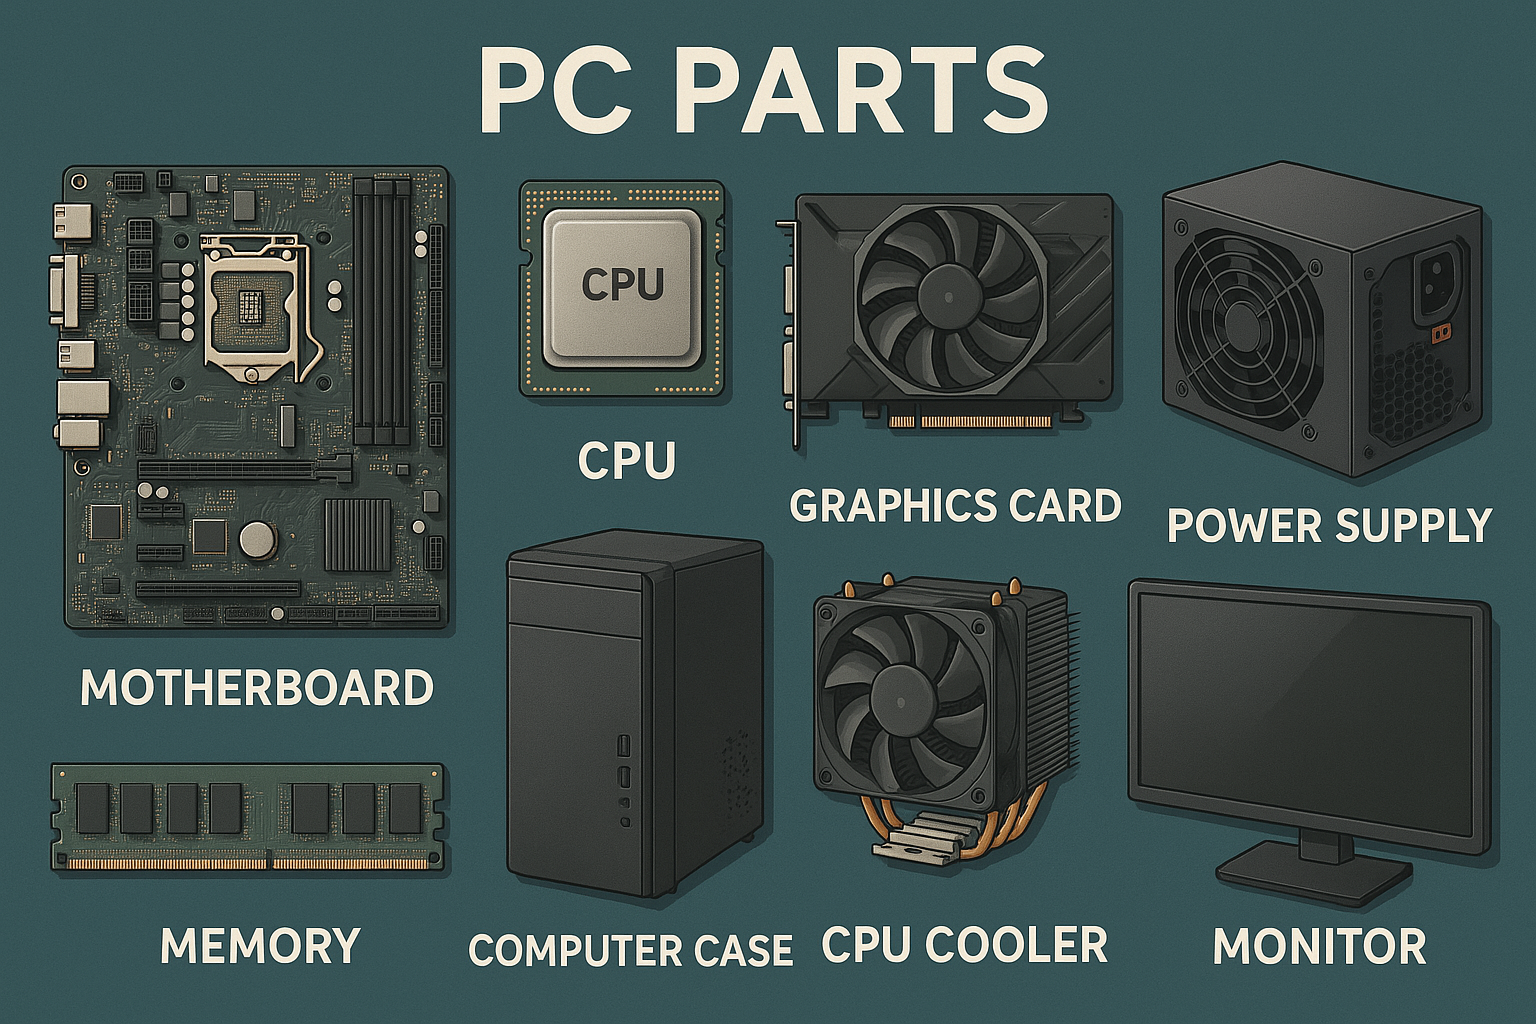 PC PARTS
CPU
CPU
GRAPHICS CARD
POWER SUPPLY
MOTHERBOARD
MEMORY
COMPUTER CASE
CPU COOLER
MONITOR